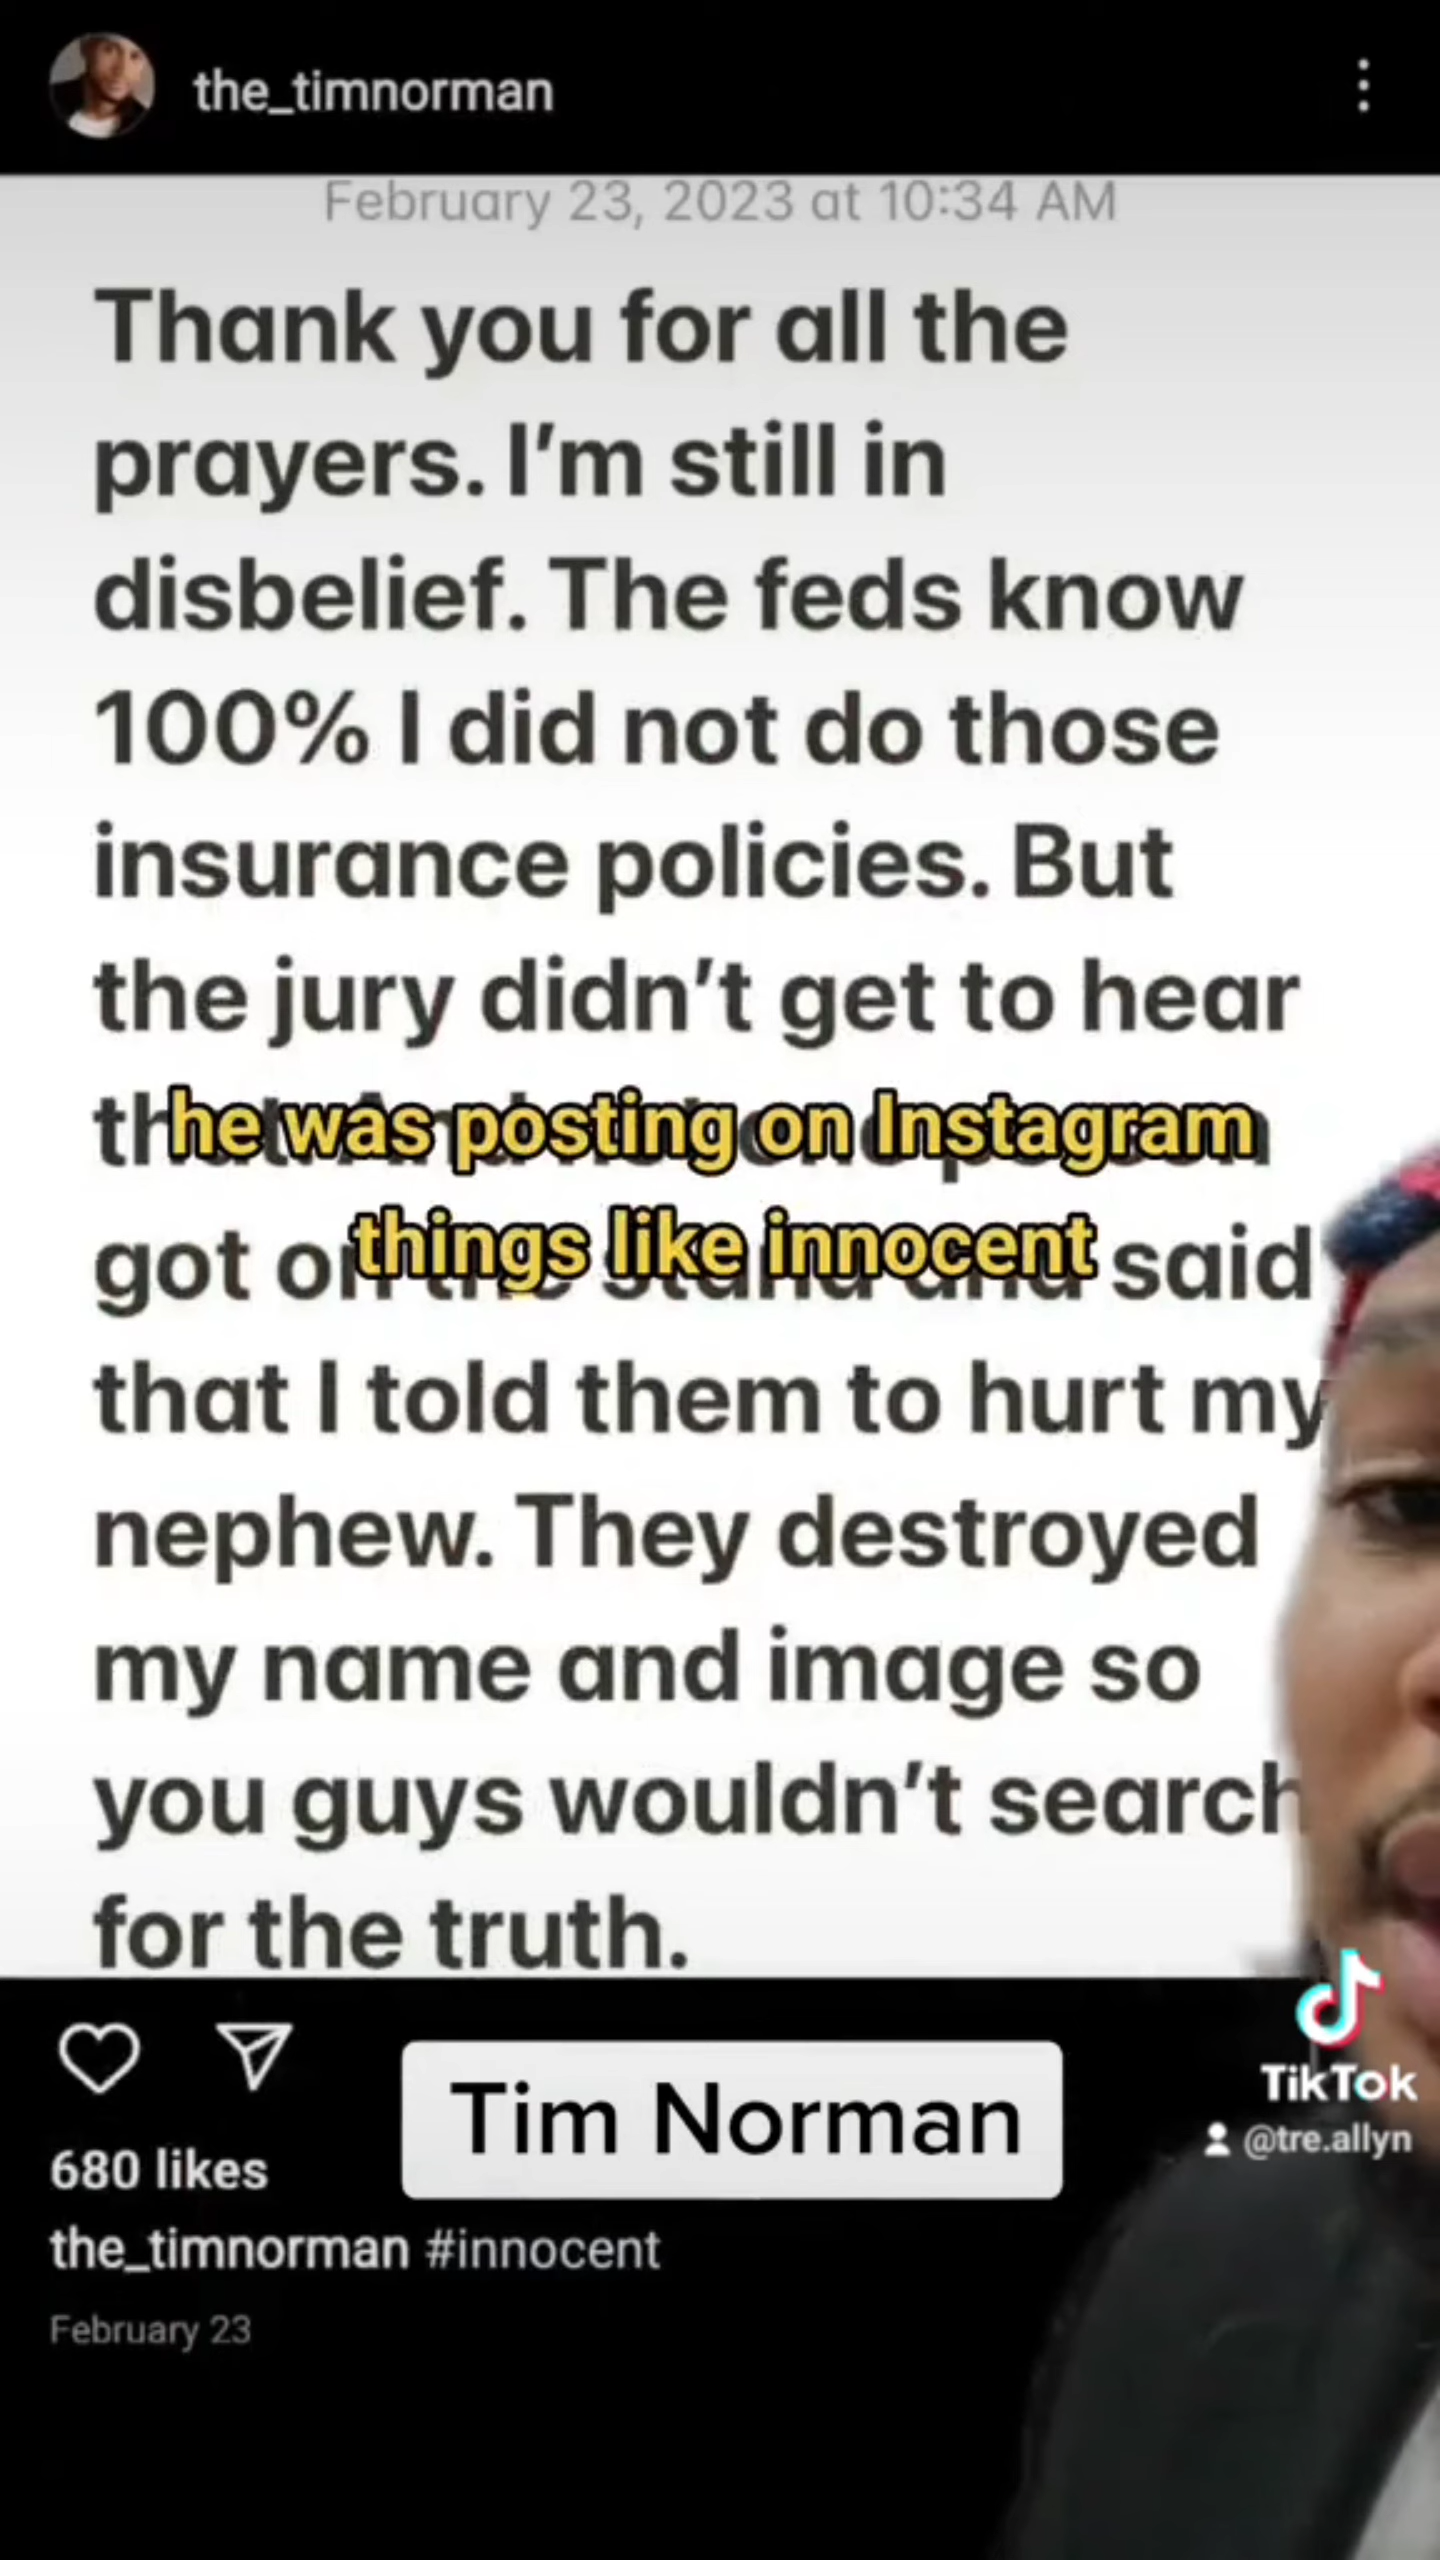 the_timnorman
February 23, 2023 at 10:34 AM
Thank you for all the
prayers. I'm still in
disbelief. The feds know
100% I did not do those
insurance policies. But
the jury didn't get to hear
he was posting on Instagram
got
things like innocent
said
that I told them to hurt my
nephew. They destroyed
my name and image so
you guys wouldn't search
for the truth.
Tim Norman
TikTok
@tre.allyn
680 likes
the_timnorman #innocent
February 23